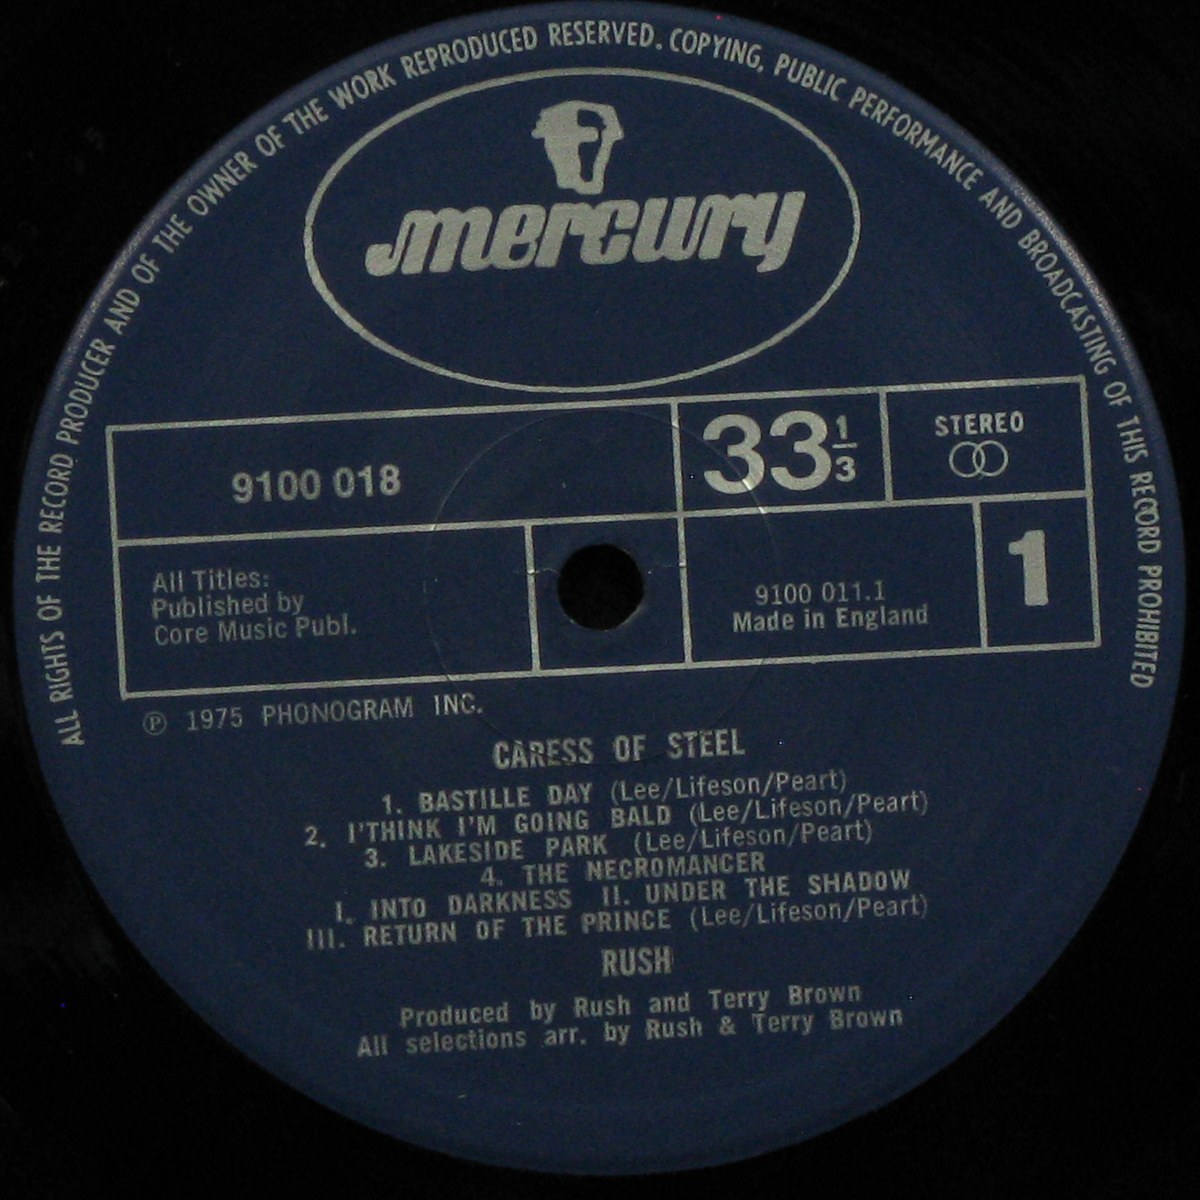 ALL RIGHTS OF THE RECORD PRODUCER AND OF THE OWNER OF THE WORK REPRODUCED RESERVED. COPYING, PUBLIC PERFORMANCE AND BROADCASTING OF THIS RECORD PROHIBITED
mercury
9100 018
33 1/3
STEREO
All Titles:
Published by
Core Music Publ.
9100 011.1
Made in England
1
℗ 1975 PHONOGRAM INC.
CARESS OF STEEL
1. BASTILLE DAY (Lee/Lifeson/Peart)
2. I'THINK I'M GOING BALD (Lee/Lifeson/Peart)
3. LAKESIDE PARK (Lee/Lifeson/Peart)
4. THE NECROMANCER
I. INTO DARKNESS II. UNDER THE SHADOW
III. RETURN OF THE PRINCE (Lee/Lifeson/Peart)
RUSH
Produced by Rush and Terry Brown
All selections arr. by Rush & Terry Brown